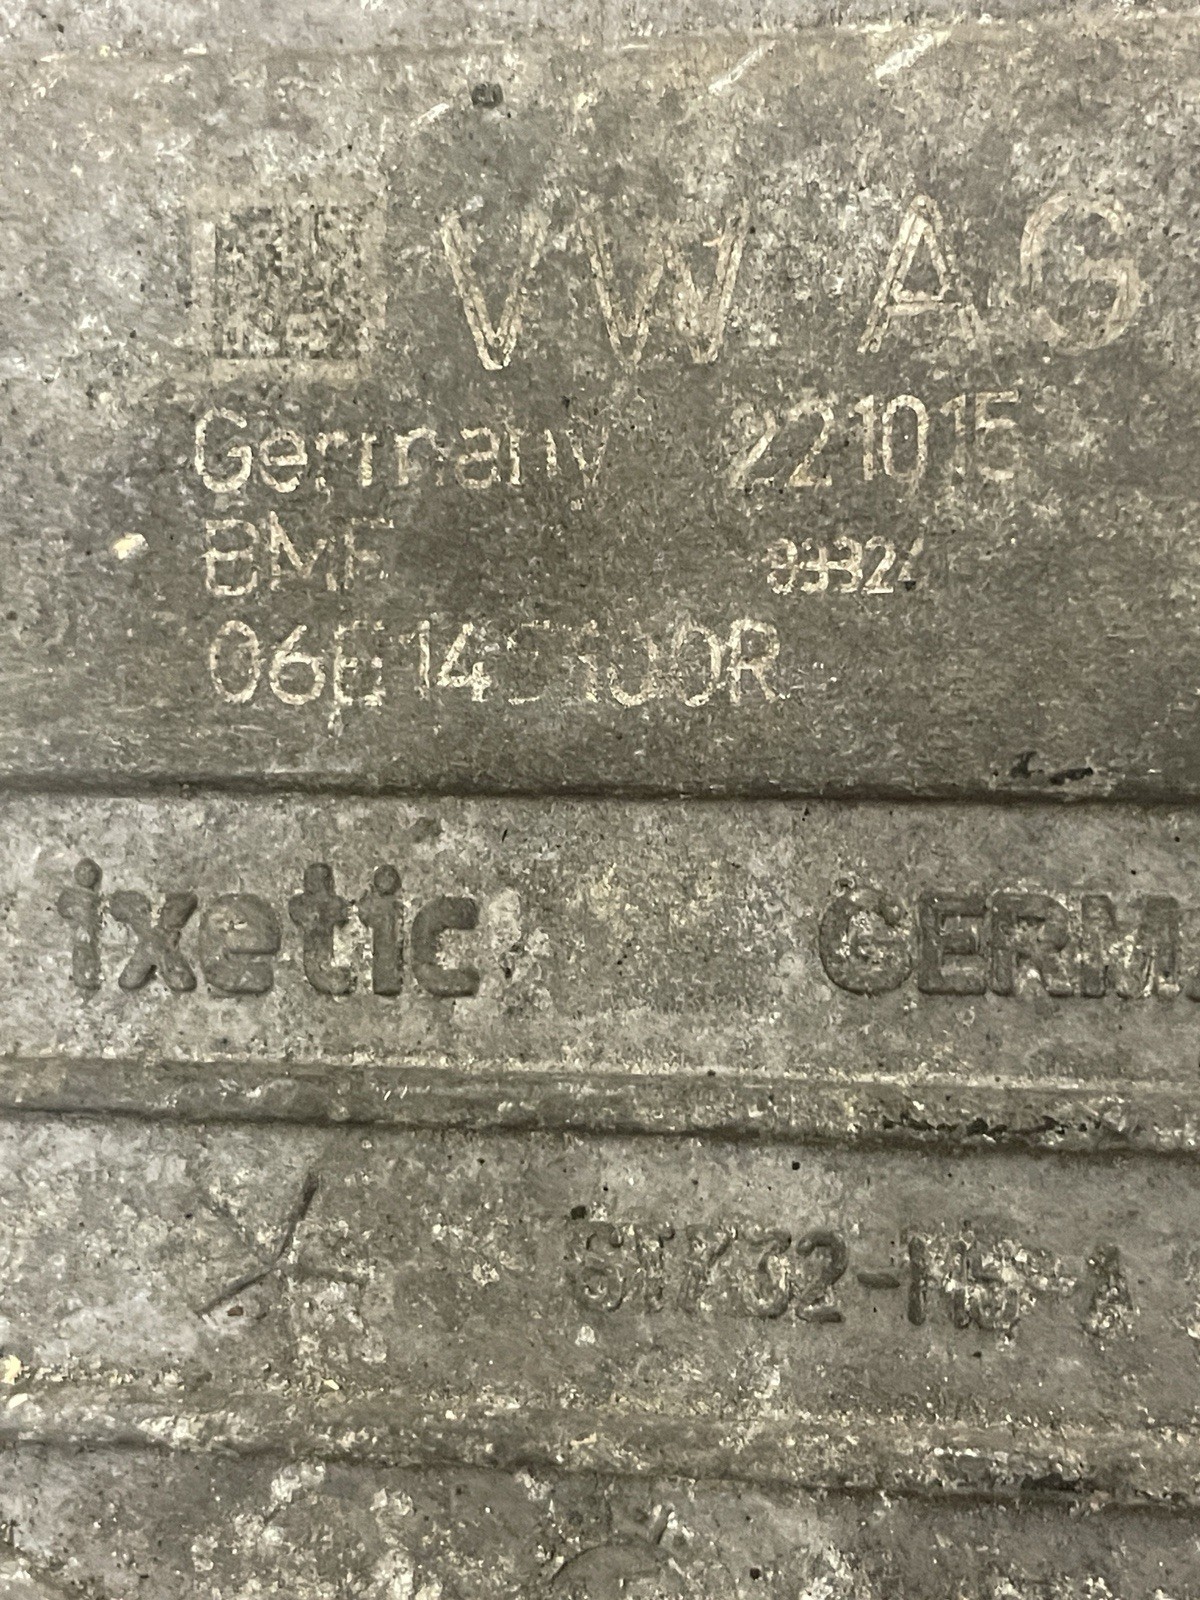 VW AG
Germany 221015
BMF
06E145100R
ixetic GERM